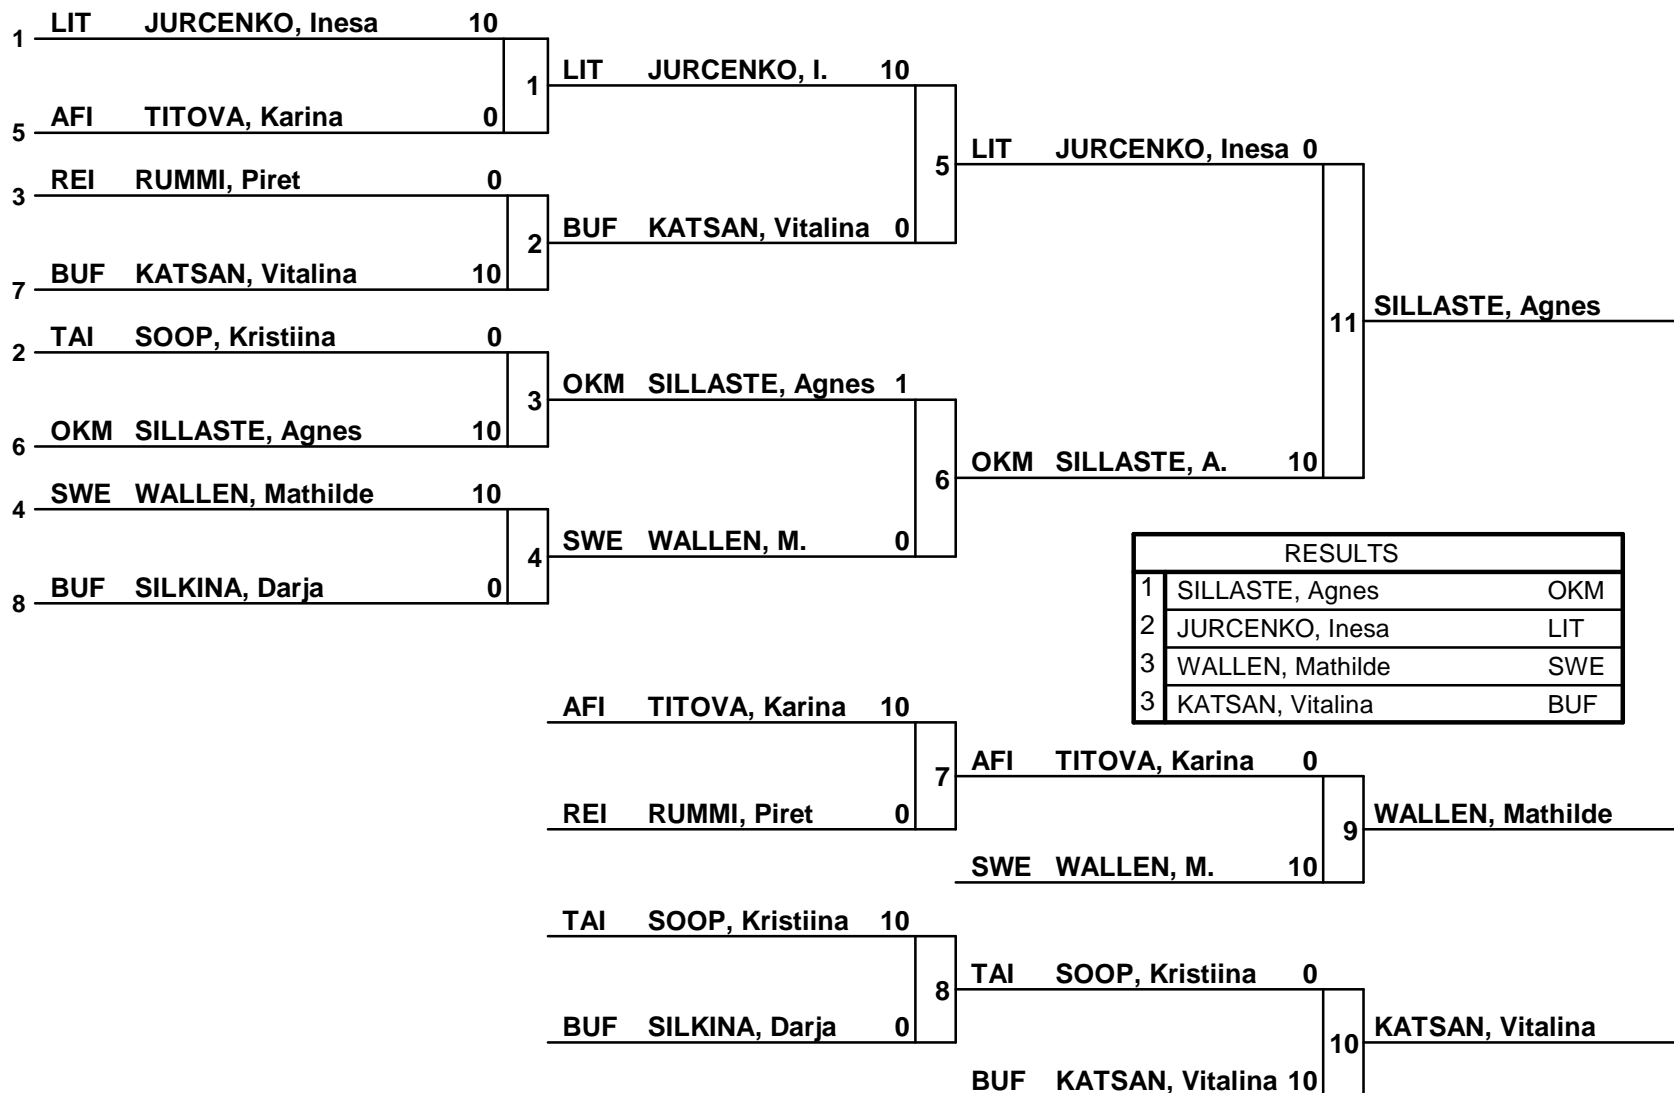 1 LIT JURCENKO, Inesa 10
1
5 AFI TITOVA, Karina 0
3 REI RUMMI, Piret 0
2
7 BUF KATSAN, Vitalina 10
2 TAI SOOP, Kristiina 0
3
6 OKM SILLASTE, Agnes 10
4 SWE WALLEN, Mathilde 10
4
8 BUF SILKINA, Darja 0
LIT JURCENKO, I. 10
5
BUF KATSAN, Vitalina 0
OKM SILLASTE, Agnes 1
6
SWE WALLEN, M. 0
LIT JURCENKO, Inesa 0
11
OKM SILLASTE, A. 10
SILLASTE, Agnes
RESULTS
1 SILLASTE, Agnes OKM
2 JURCENKO, Inesa LIT
3 WALLEN, Mathilde SWE
3 KATSAN, Vitalina BUF
AFI TITOVA, Karina 10
7
REI RUMMI, Piret 0
AFI TITOVA, Karina 0
9
SWE WALLEN, M. 10
WALLEN, Mathilde
TAI SOOP, Kristiina 10
8
BUF SILKINA, Darja 0
TAI SOOP, Kristiina 0
10
BUF KATSAN, Vitalina 10
KATSAN, Vitalina